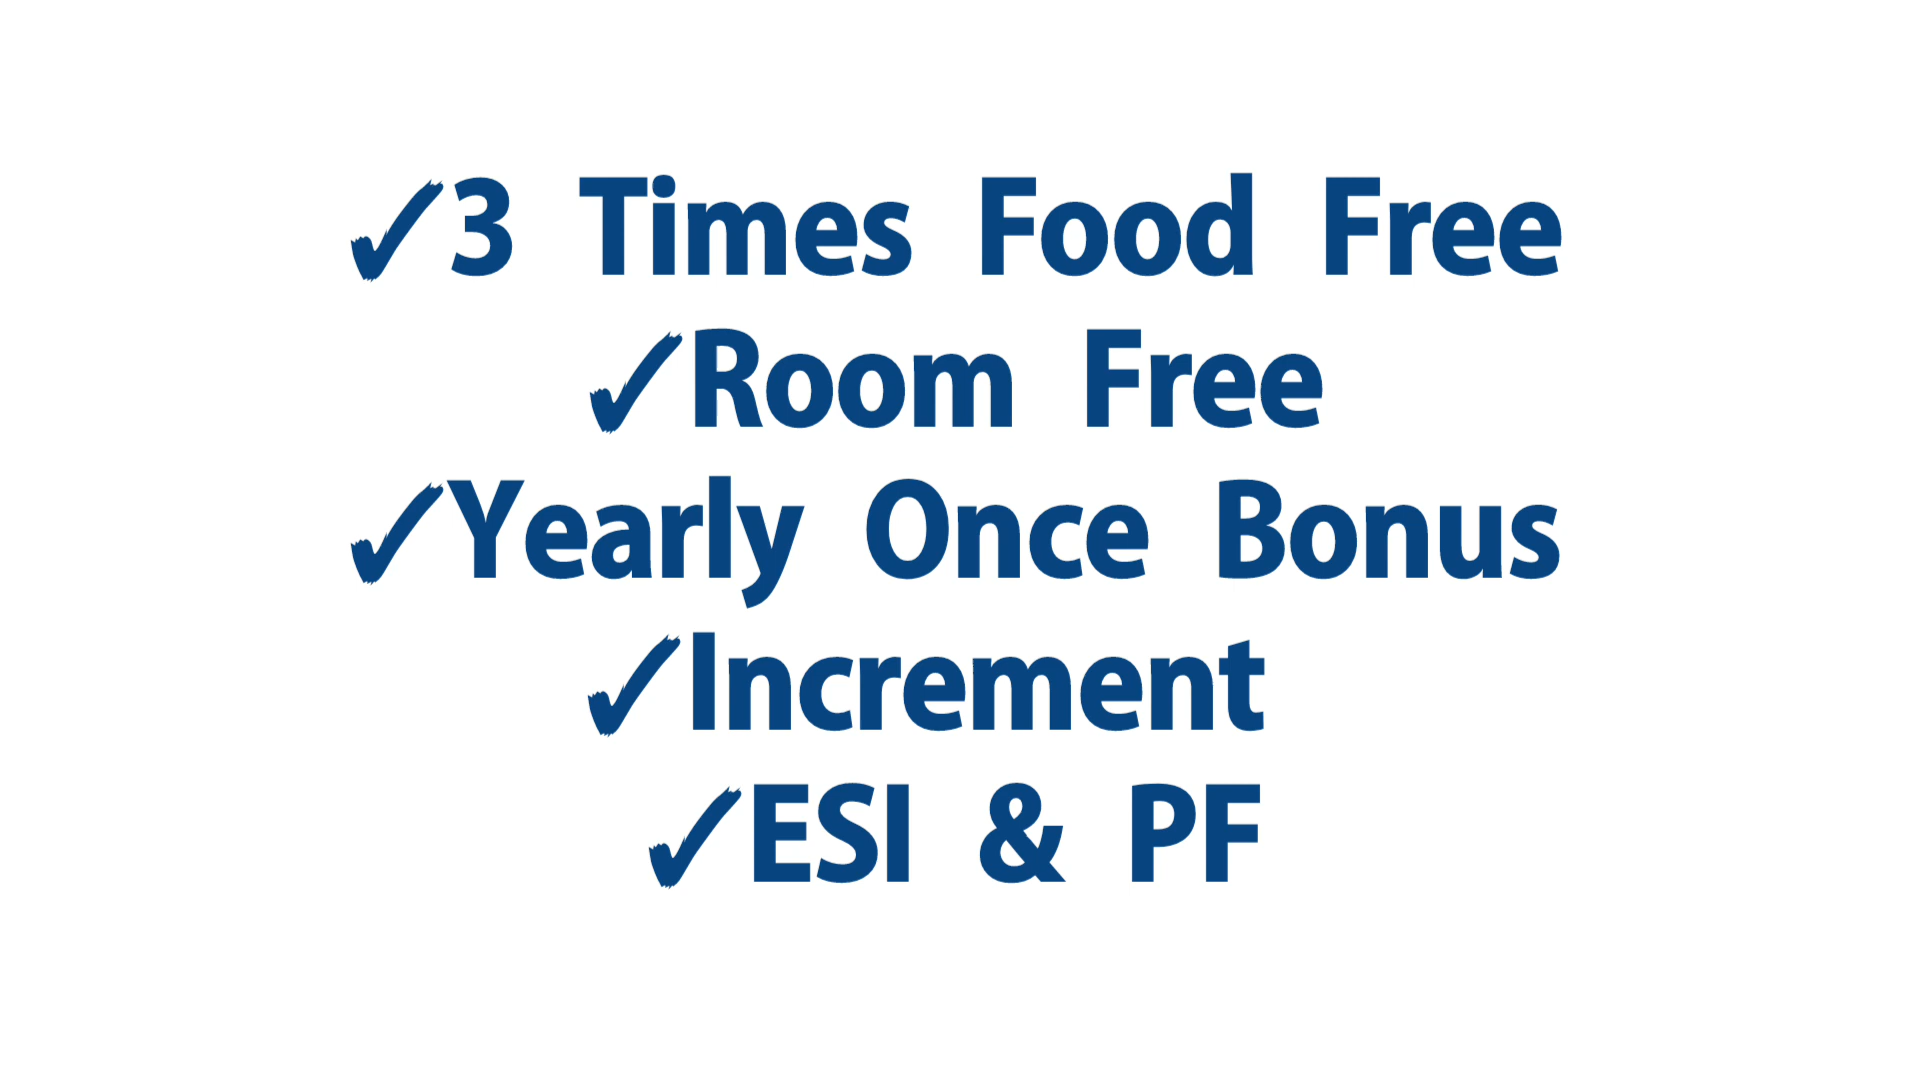 ✓3 Times Food Free
✓Room Free
✓Yearly Once Bonus
✓Increment
✓ESI & PF